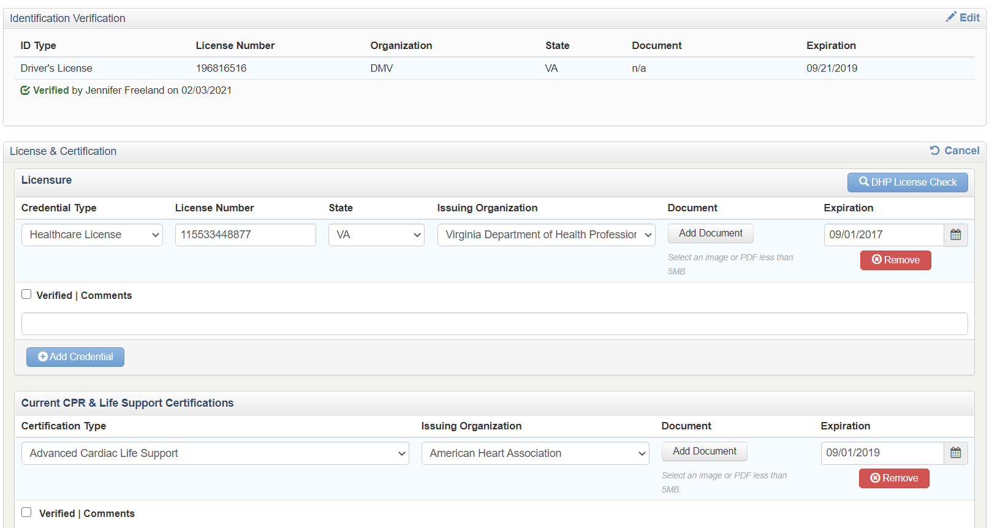 Identification Verification
Edit
ID Type License Number Organization State Document Expiration
Driver's License 196816516 DMV VA n/a 09/21/2019
Verified by Jennifer Freeland on 02/03/2021
License & Certification
Cancel
Licensure
DHP License Check
Credential Type License Number State Issuing Organization Document Expiration
Healthcare License 115533448877 VA Virginia Department of Health Profession Add Document 09/01/2017
Select an image or PDF less than
5MB.
Remove
Verified | Comments
Add Credential
Current CPR & Life Support Certifications
Certification Type Issuing Organization Document Expiration
Advanced Cardiac Life Support American Heart Association Add Document 09/01/2019
Select an image or PDF less than
5MB.
Remove
Verified | Comments